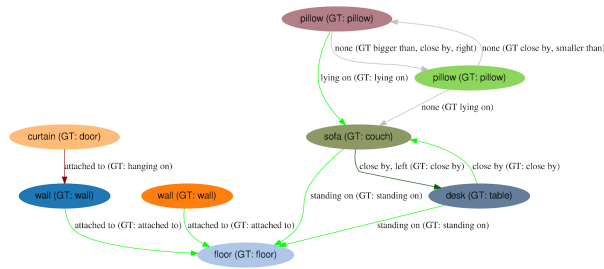 pillow (GT: pillow)
none (GT bigger than, close by, right)
none (GT close by, smaller than)
lying on (GT: lying on)
pillow (GT: pillow)
none (GT lying on)
curtain (GT: door)
sofa (GT: couch)
attached to (GT: hanging on)
close by, left (GT: close by)
close by (GT: close by)
wall (GT: wall)
wall (GT: wall)
standing on (GT: standing on)
desk (GT: table)
attached to (GT: attached to)
attached to (GT: attached to)
standing on (GT: standing on)
floor (GT: floor)